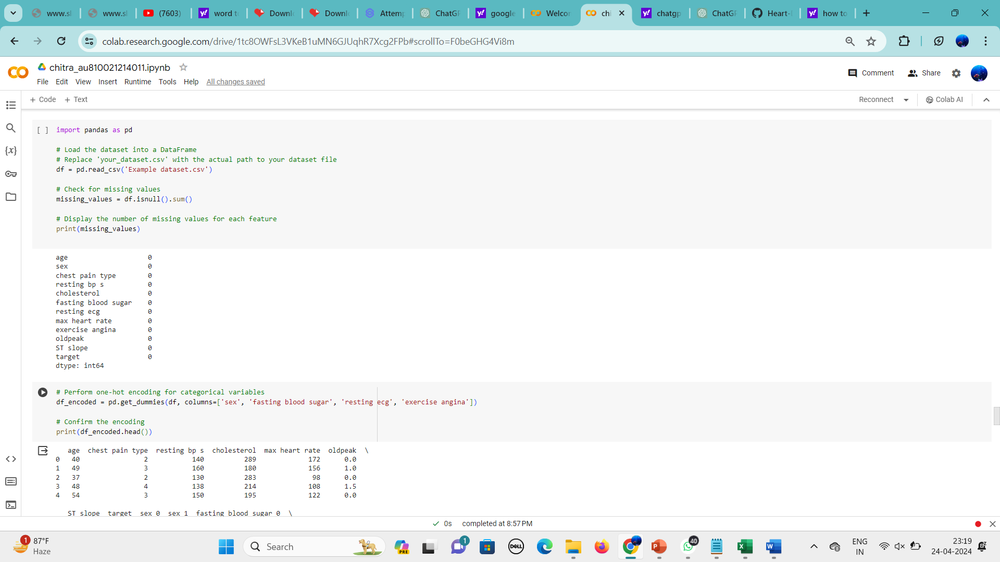 www.sl
www.sl
(7603)
word to
Downl
Downl
Attemp
ChatGP
google
Welcor
chi
chatgp
ChatGP
Heart-
how to
colab.research.google.com/drive/1tc8OWFsL3VKeB1uMN6GJUqhR7Xcg2FPb#scrollTo=F0beGHG4Vi8m
chitra_au810021214011.ipynb
Comment
Share
File Edit View Insert Runtime Tools Help All changes saved
+ Code + Text
Reconnect
Colab AI
[ ] import pandas as pd
# Load the dataset into a DataFrame
# Replace 'your_dataset.csv' with the actual path to your dataset file
df = pd.read_csv('Example dataset.csv')
# Check for missing values
missing_values = df.isnull().sum()
# Display the number of missing values for each feature
print(missing_values)
age 0
sex 0
chest pain type 0
resting bp s 0
cholesterol 0
fasting blood sugar 0
resting ecg 0
max heart rate 0
exercise angina 0
oldpeak 0
ST slope 0
target 0
dtype: int64
# Perform one-hot encoding for categorical variables
df_encoded = pd.get_dummies(df, columns=['sex', 'fasting blood sugar', 'resting ecg', 'exercise angina'])
# Confirm the encoding
print(df_encoded.head())
age chest pain type resting bp s cholesterol max heart rate oldpeak \
0 40 2 140 289 172 0.0
1 49 3 160 180 156 1.0
2 37 2 130 283 98 0.0
3 48 4 138 214 108 1.5
4 54 3 150 195 122 0.0
ST slope target sex_0 sex_1 fasting blood sugar_0 \
0s completed at 8:57 PM
1
87°F
Haze
Search
PRE
1
DELL
40
ENG
IN
23:19
24-04-2024